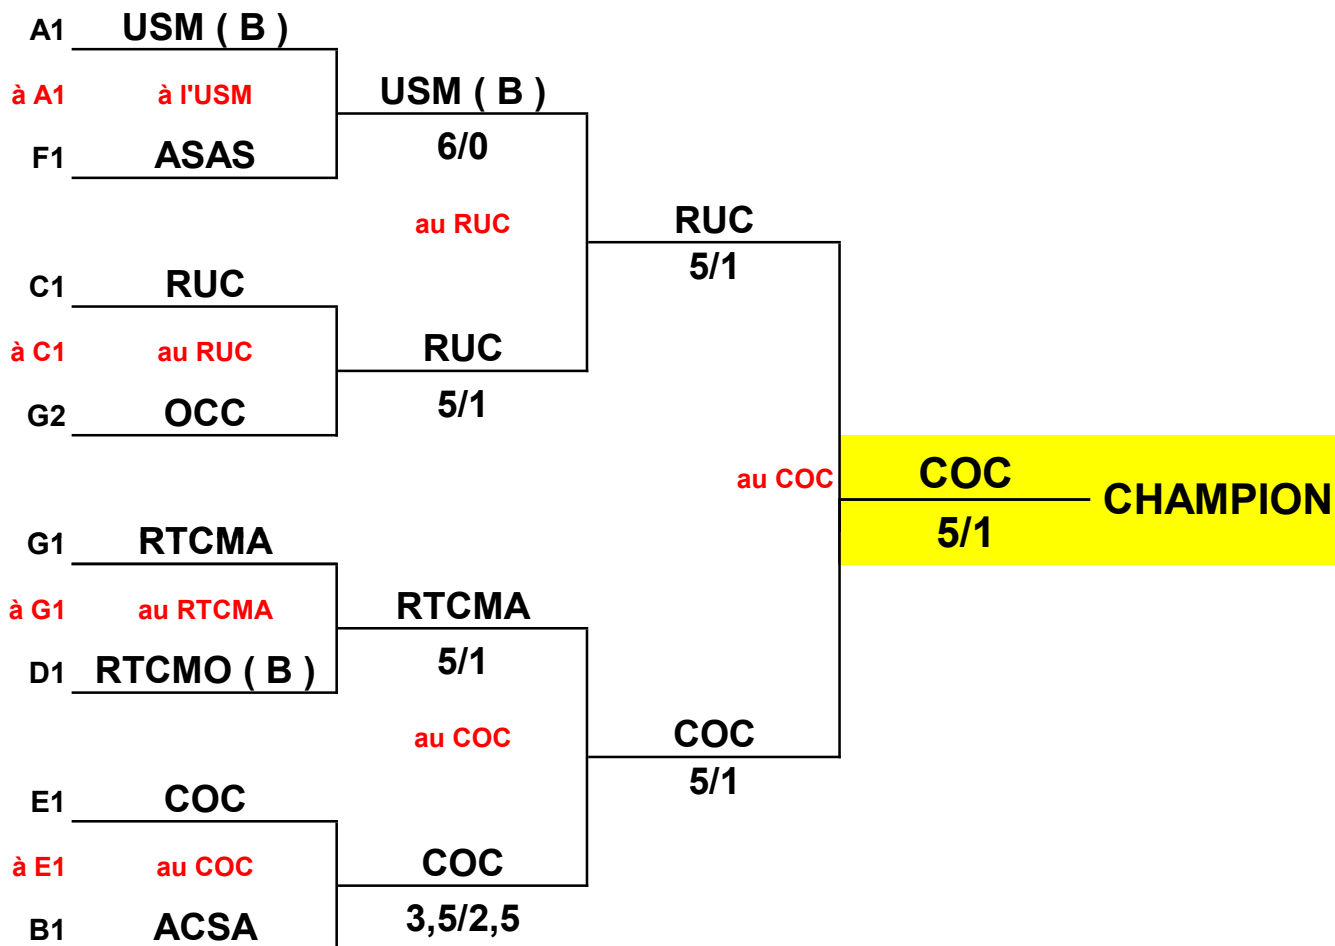 A1 USM ( B )
à A1 à l'USM USM ( B )
F1 ASAS 6/0
au RUC RUC
C1 RUC 5/1
à C1 au RUC RUC
G2 OCC 5/1
au COC COC CHAMPION
G1 RTCMA 5/1
à G1 au RTCMA RTCMA
D1 RTCMO ( B ) 5/1
au COC COC
E1 COC 5/1
à E1 au COC COC
B1 ACSA 3,5/2,5